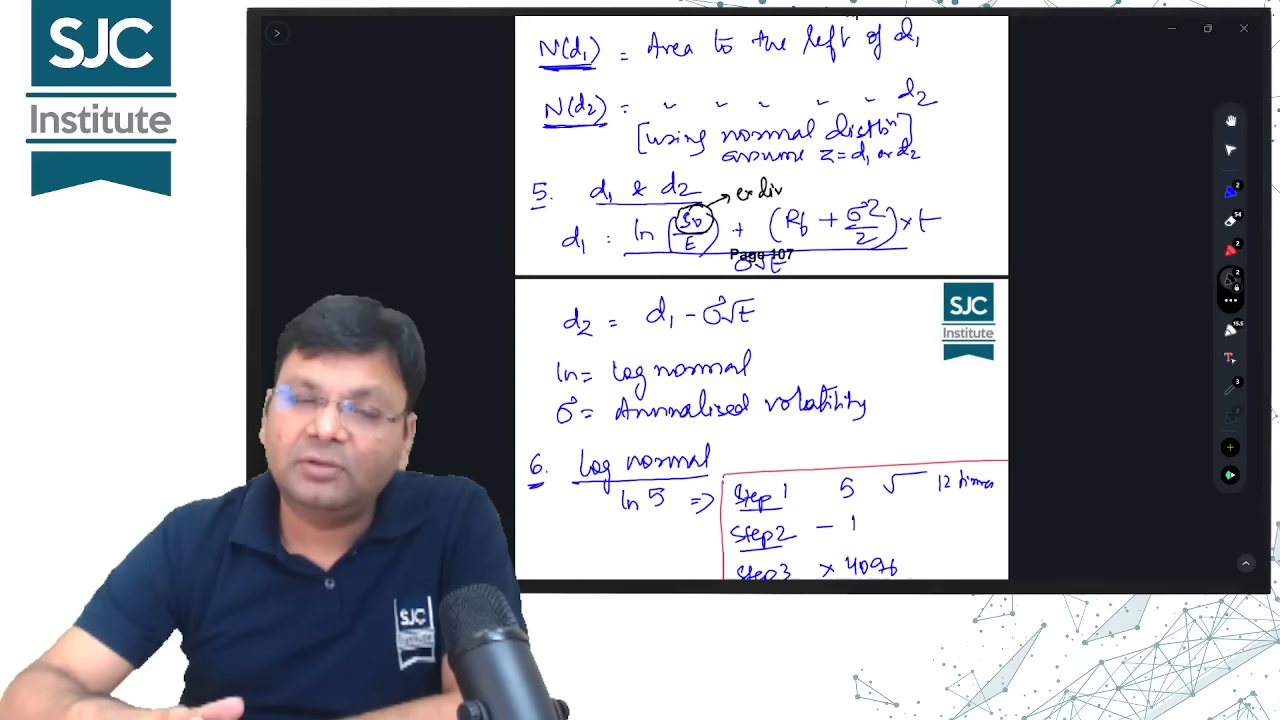 SJC
Institute
N(d1) = Area to the left of d1
N(d2) = " " " " " d2
[using normal distbn]
assume z = d1 or d2
5. d1 & d2
→ ex div
d1 = ln (S0/E) + (Rf + σ²/2) × t
σ√t
Page 107
d2 = d1 - σ√t
SJC
Institute
ln = log normal
σ = Annualised volatility
6. log normal
ln 5 => Step 1 5 √ 12 times
Step 2 - 1
Step 3 × 4096
SJC
Institute